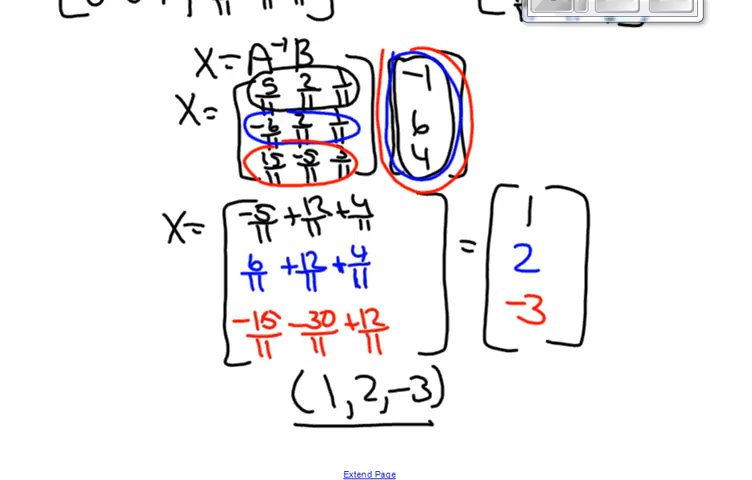 X=A⁻¹B
X= [5/11 2/11 1/11] [-1]
[-6/11 2/11 1/11] [6]
[15/11 -5/11 3/11] [4]
X= [-5/11 +12/11 +4/11] = [1]
[6/11 +12/11 +4/11] [2]
[-15/11 -30/11 +12/11] [-3]
(1,2,-3)
Extend Page